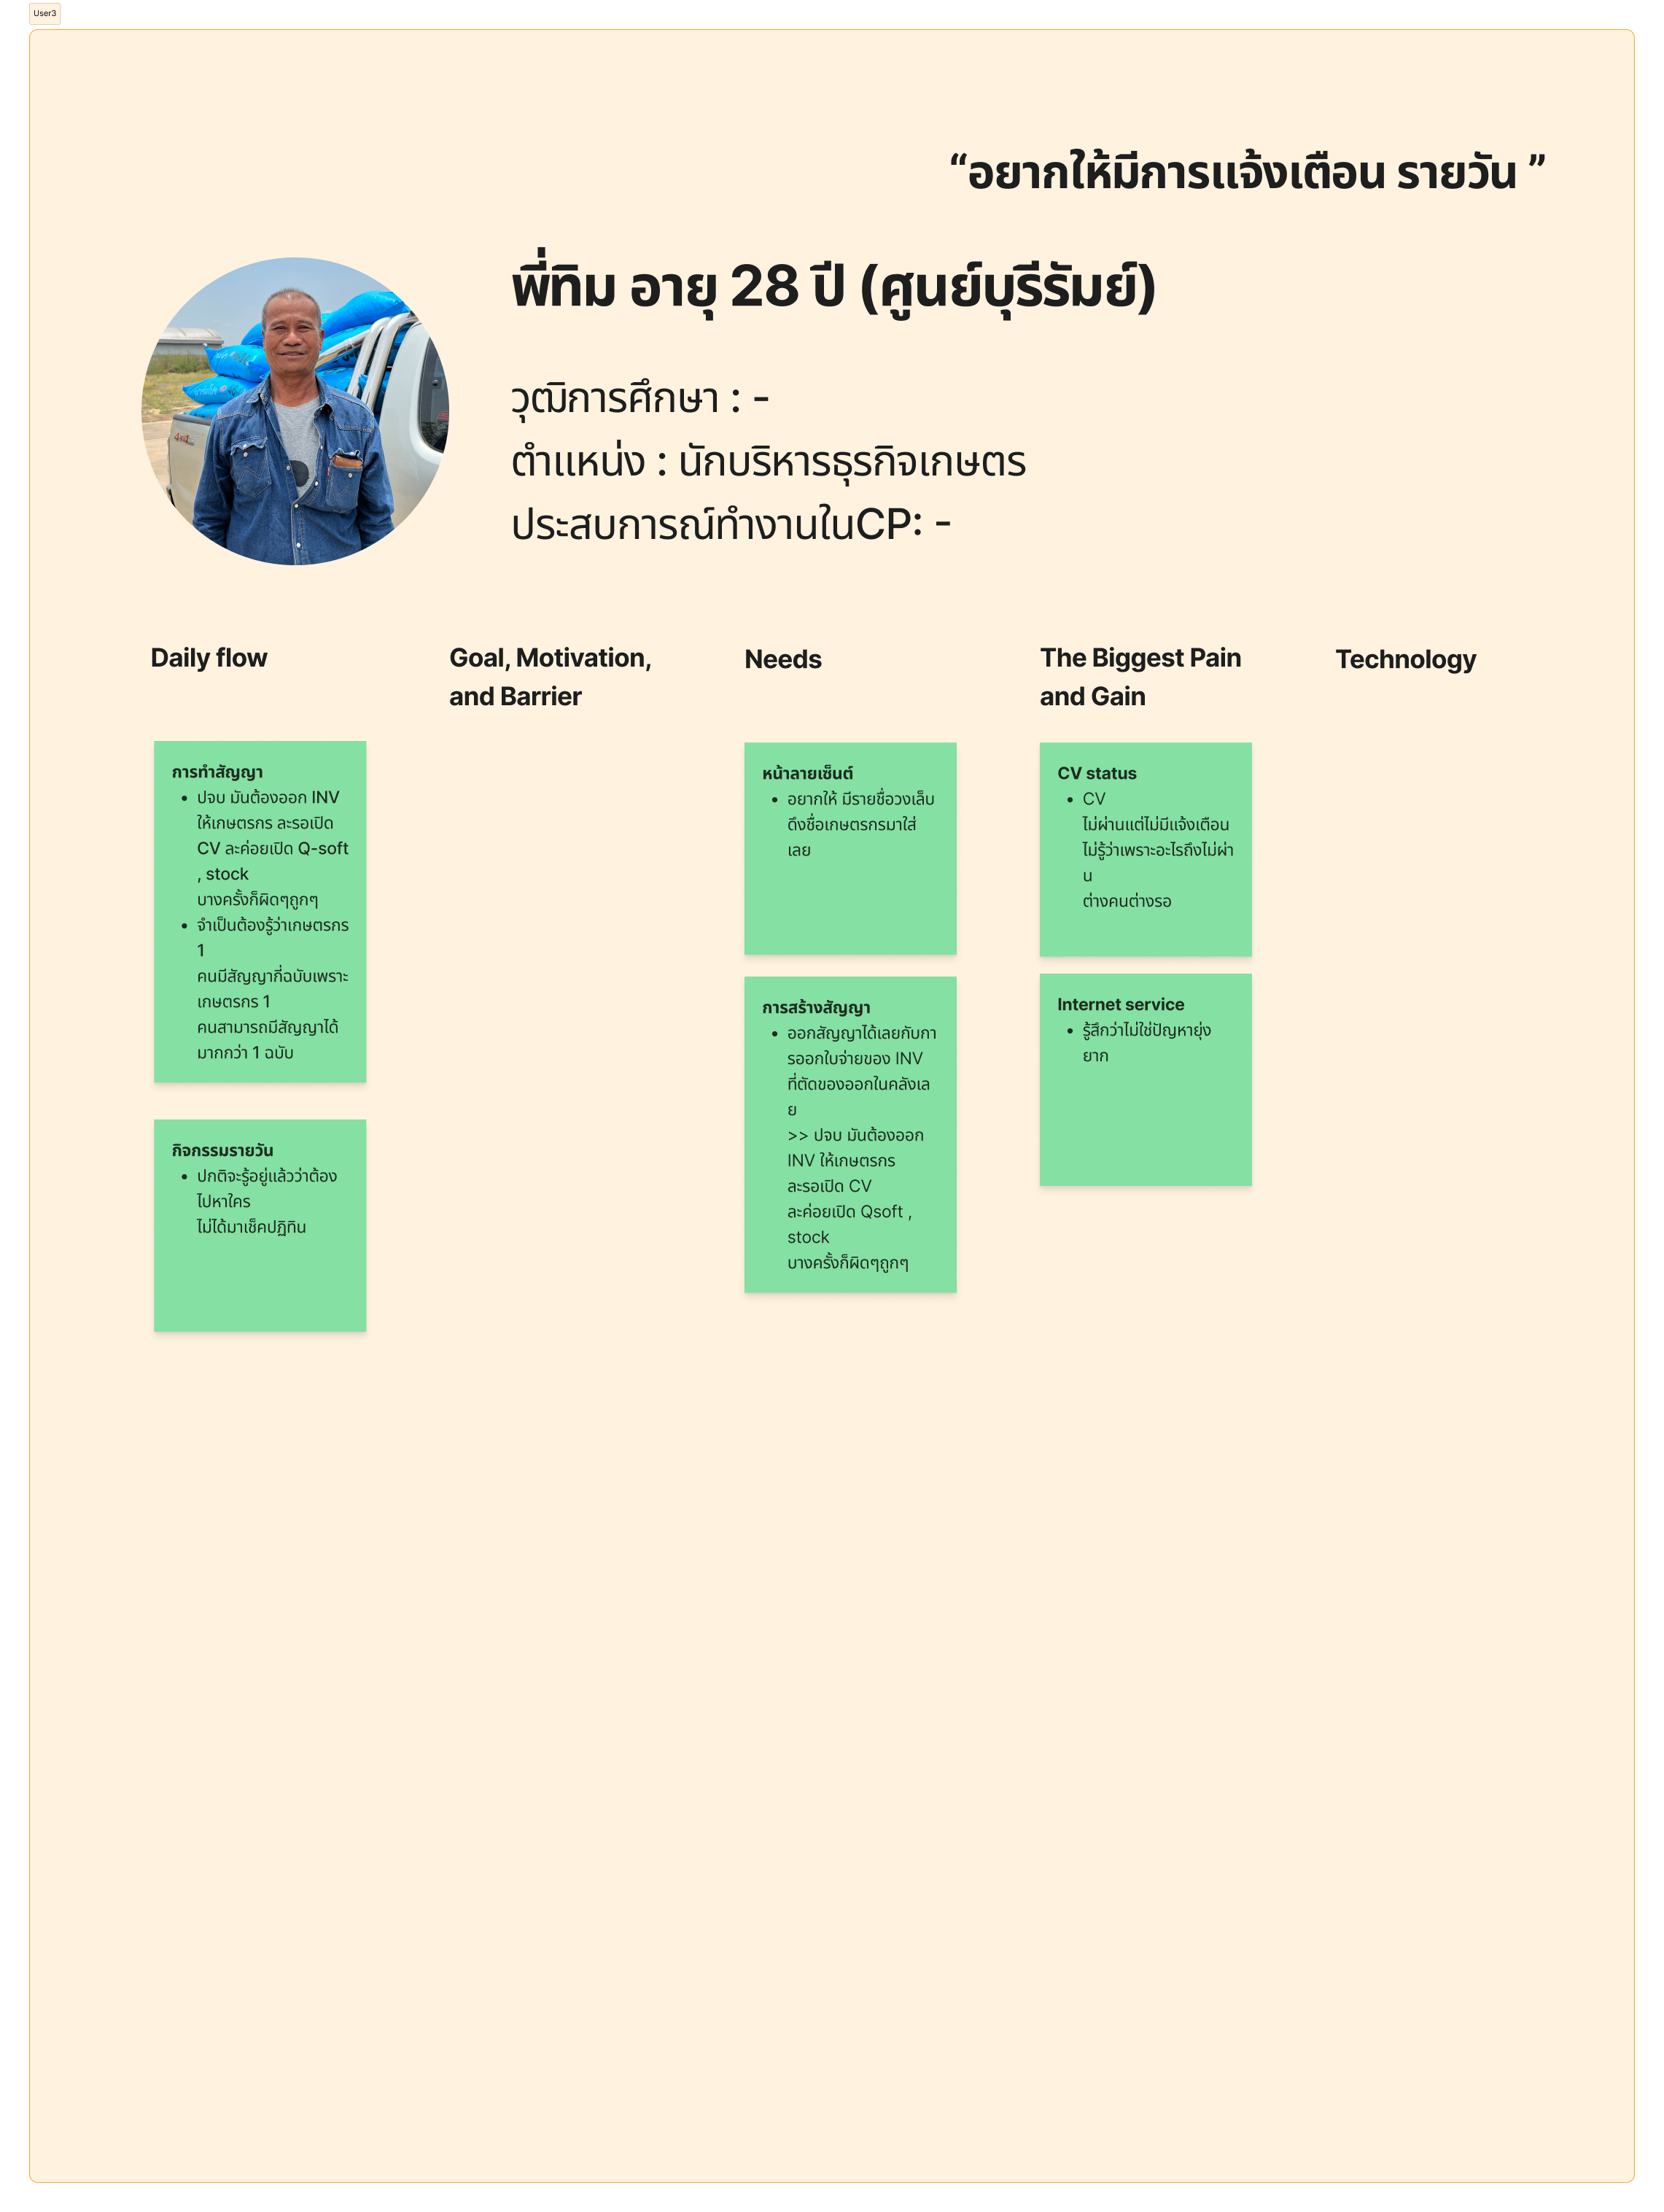 User3
“อยากให้มีการแจ้งเตือน รายวัน ”
พี่ทิม อายุ 28 ปี (ศูนย์บุรีรัมย์)
วุฒิการศึกษา : -
ตำแหน่ง : นักบริหารธุรกิจเกษตร
ประสบการณ์ทำงานในCP: -
Daily flow
การทำสัญญา
• ปจบ มันต้องออก INV
ให้เกษตรกร ละรอเปิด
CV ละค่อยเปิด Q-soft
, stock
บางครั้งก็ผิดๆถูกๆ
• จำเป็นต้องรู้ว่าเกษตรกร
1
คนมีสัญญากี่ฉบับเพราะ
เกษตรกร 1
คนสามารถมีสัญญาได้
มากกว่า 1 ฉบับ
กิจกรรมรายวัน
• ปกติจะรู้อยู่แล้วว่าต้อง
ไปหาใคร
ไม่ได้มาเช็คปฏิทิน
Goal, Motivation,
and Barrier
Needs
หน้าลายเซ็นต์
• อยากให้ มีรายชื่อวงเล็บ
ดึงชื่อเกษตรกรมาใส่
เลย
การสร้างสัญญา
• ออกสัญญาได้เลยกับกา
รออกใบจ่ายของ INV
ที่ตัดของออกในคลังเล
ย
>> ปจบ มันต้องออก
INV ให้เกษตรกร
ละรอเปิด CV
ละค่อยเปิด Qsoft ,
stock
บางครั้งก็ผิดๆถูกๆ
The Biggest Pain
and Gain
CV status
• CV
ไม่ผ่านแต่ไม่มีแจ้งเตือน
ไม่รู้ว่าเพราะอะไรถึงไม่ผ่า
น
ต่างคนต่างรอ
Internet service
• รู้สึกว่าไม่ใช่ปัญหายุ่ง
ยาก
Technology